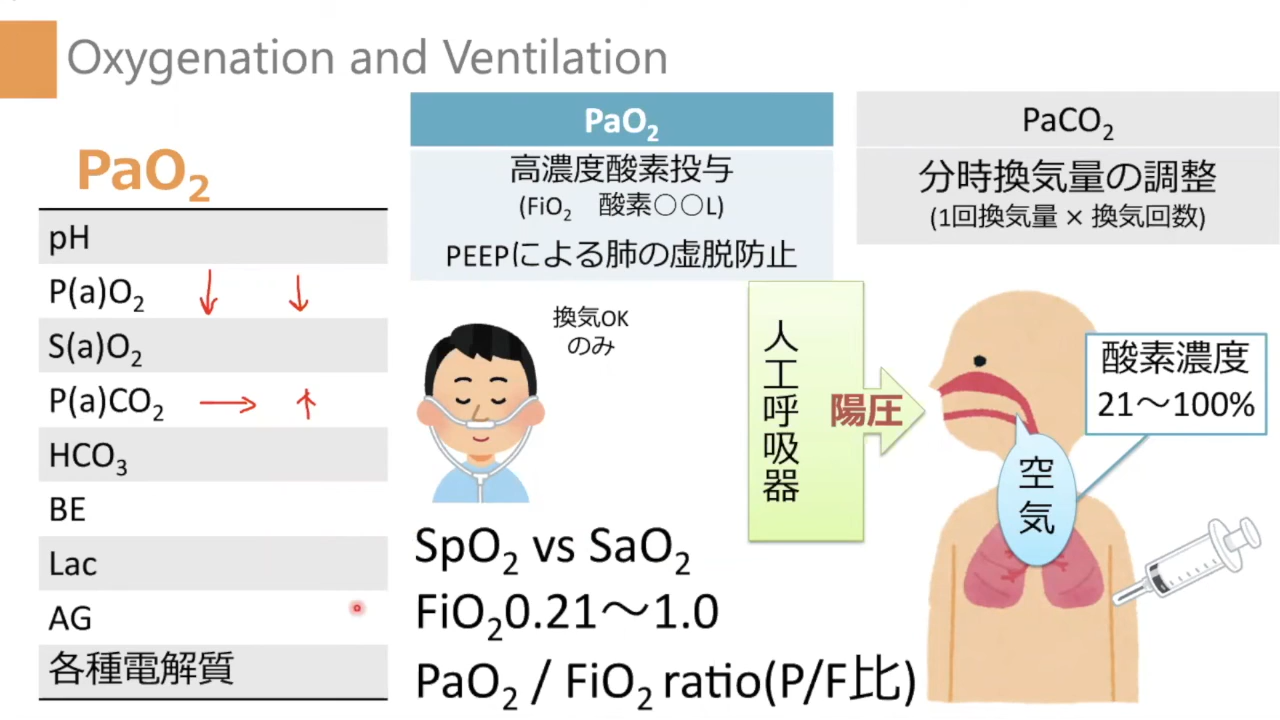 Oxygenation and Ventilation
PaO₂
pH
P(a)O₂
S(a)O₂
P(a)CO₂
HCO₃
BE
Lac
AG
各種電解質
PaO₂
高濃度酸素投与
(FiO₂ 酸素○○L)
PEEPによる肺の虚脱防止
PaCO₂
分時換気量の調整
(1回換気量 × 換気回数)
換気OK
のみ
人工呼吸器
陽圧
酸素濃度
21～100%
空気
SpO₂ vs SaO₂
FiO₂0.21～1.0
PaO₂ / FiO₂ ratio(P/F比)